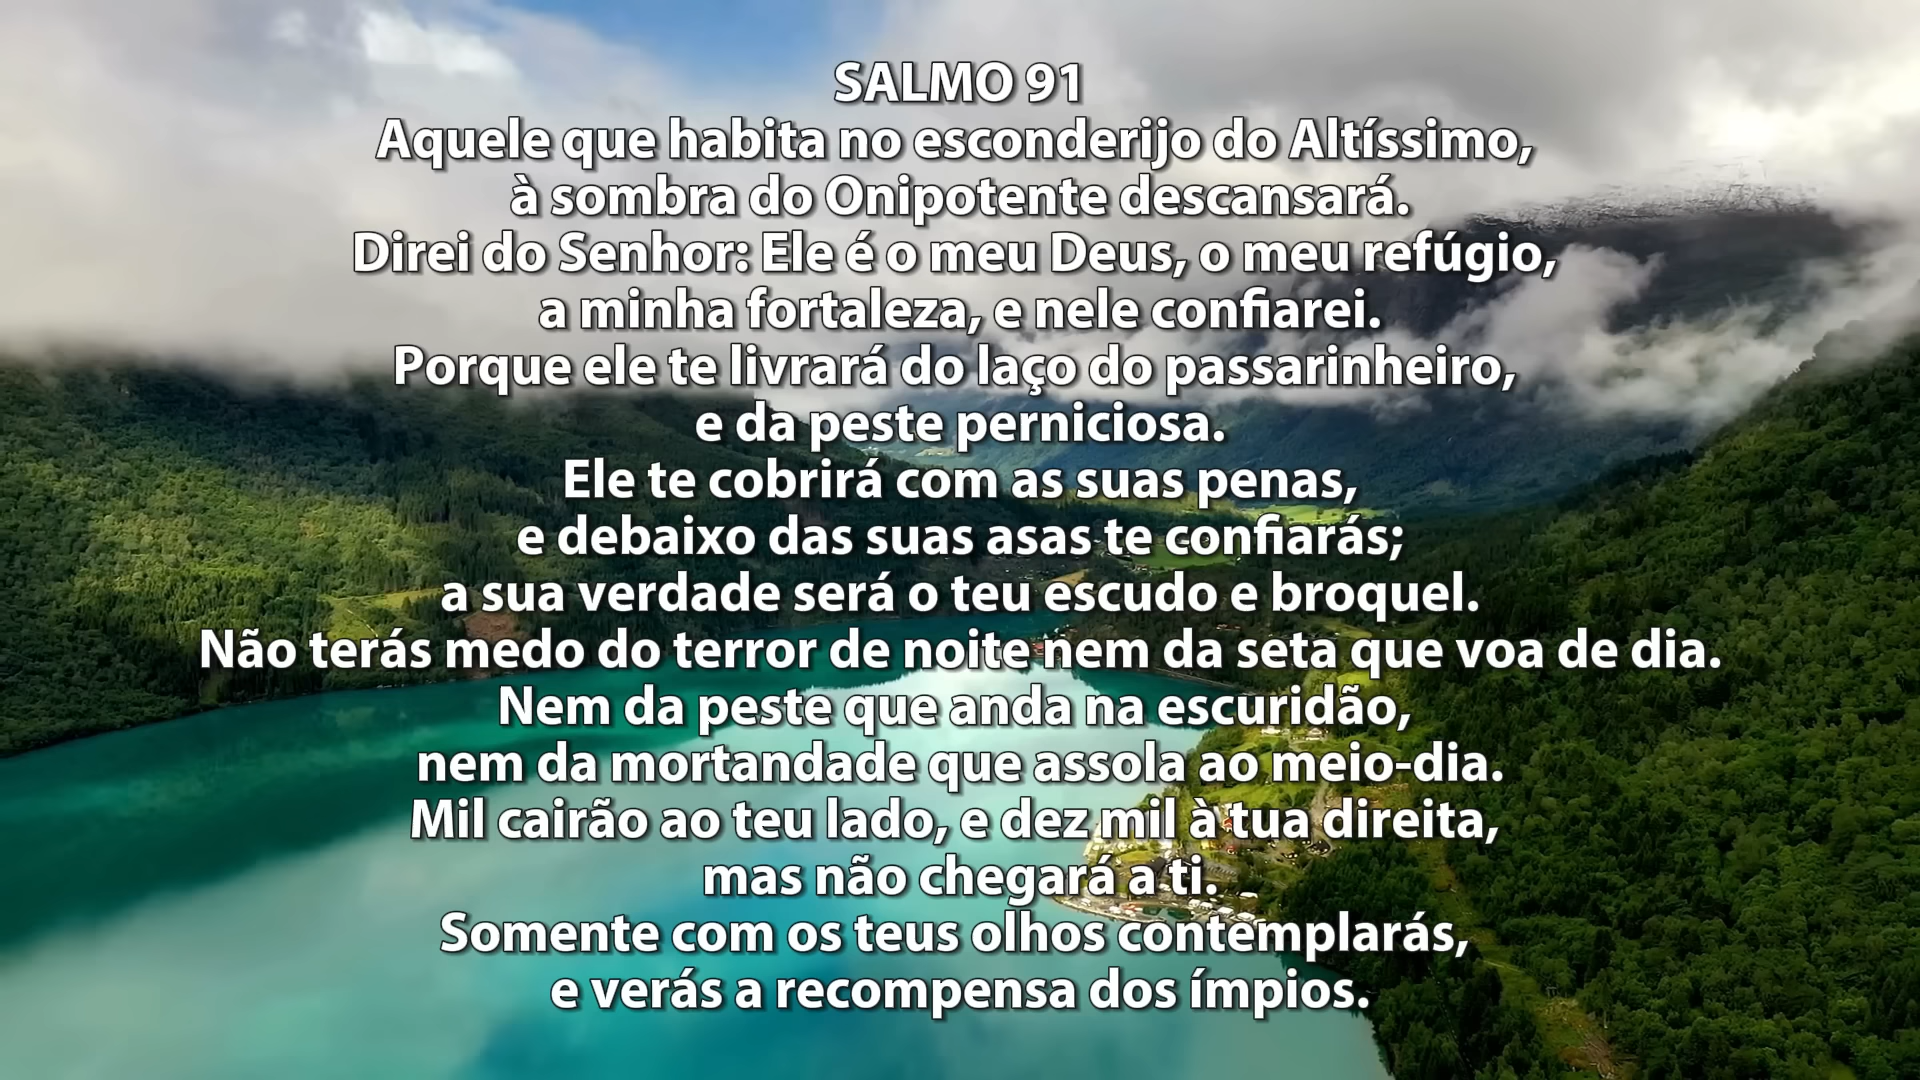 SALMO 91
Aquele que habita no esconderijo do Altíssimo,
à sombra do Onipotente descansará.
Direi do Senhor: Ele é o meu Deus, o meu refúgio,
a minha fortaleza, e nele confiarei.
Porque ele te livrará do laço do passarinheiro,
e da peste perniciosa.
Ele te cobrirá com as suas penas,
e debaixo das suas asas te confiarás;
a sua verdade será o teu escudo e broquel.
Não terás medo do terror de noite nem da seta que voa de dia.
Nem da peste que anda na escuridão,
nem da mortandade que assola ao meio-dia.
Mil cairão ao teu lado, e dez mil à tua direita,
mas não chegará a ti.
Somente com os teus olhos contemplarás,
e verás a recompensa dos ímpios.